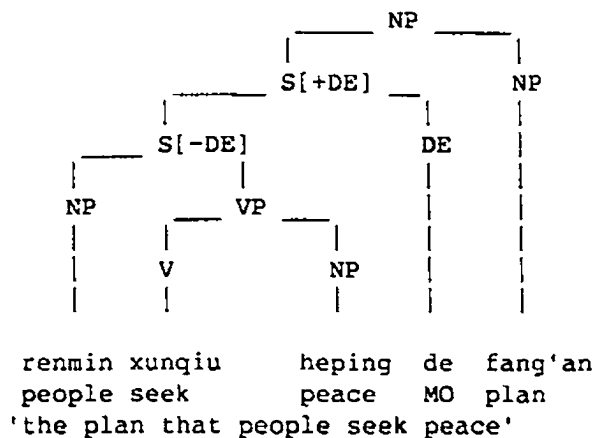 NP
S[+DE] NP
S[-DE] DE
NP VP
V NP
renmin xunqiu heping de fang'an
people seek peace MO plan
'the plan that people seek peace'